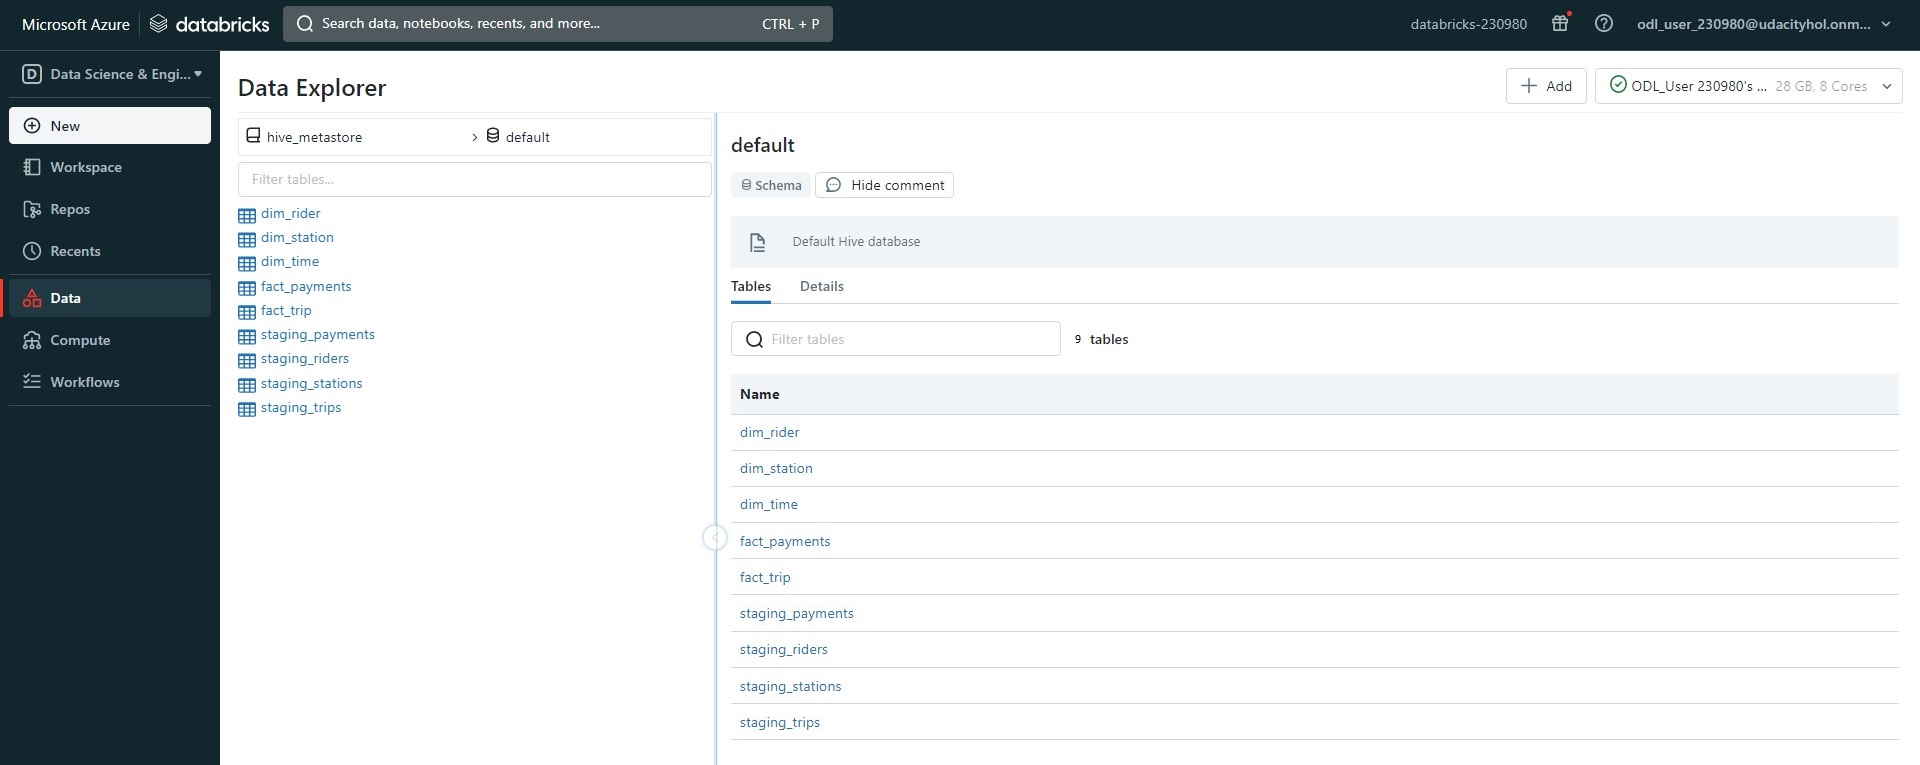 Microsoft Azure databricks Search data, notebooks, recents, and more... CTRL + P databricks-230980 odl_user_230980@udacityhol.onm...
D Data Science & Engi...
New
Workspace
Repos
Recents
Data
Compute
Workflows
Data Explorer
Add ODL_User 230980's ... 28 GB, 8 Cores
hive_metastore > default
Filter tables...
dim_rider
dim_station
dim_time
fact_payments
fact_trip
staging_payments
staging_riders
staging_stations
staging_trips
default
Schema Hide comment
Default Hive database
Tables Details
Filter tables 9 tables
Name
dim_rider
dim_station
dim_time
fact_payments
fact_trip
staging_payments
staging_riders
staging_stations
staging_trips